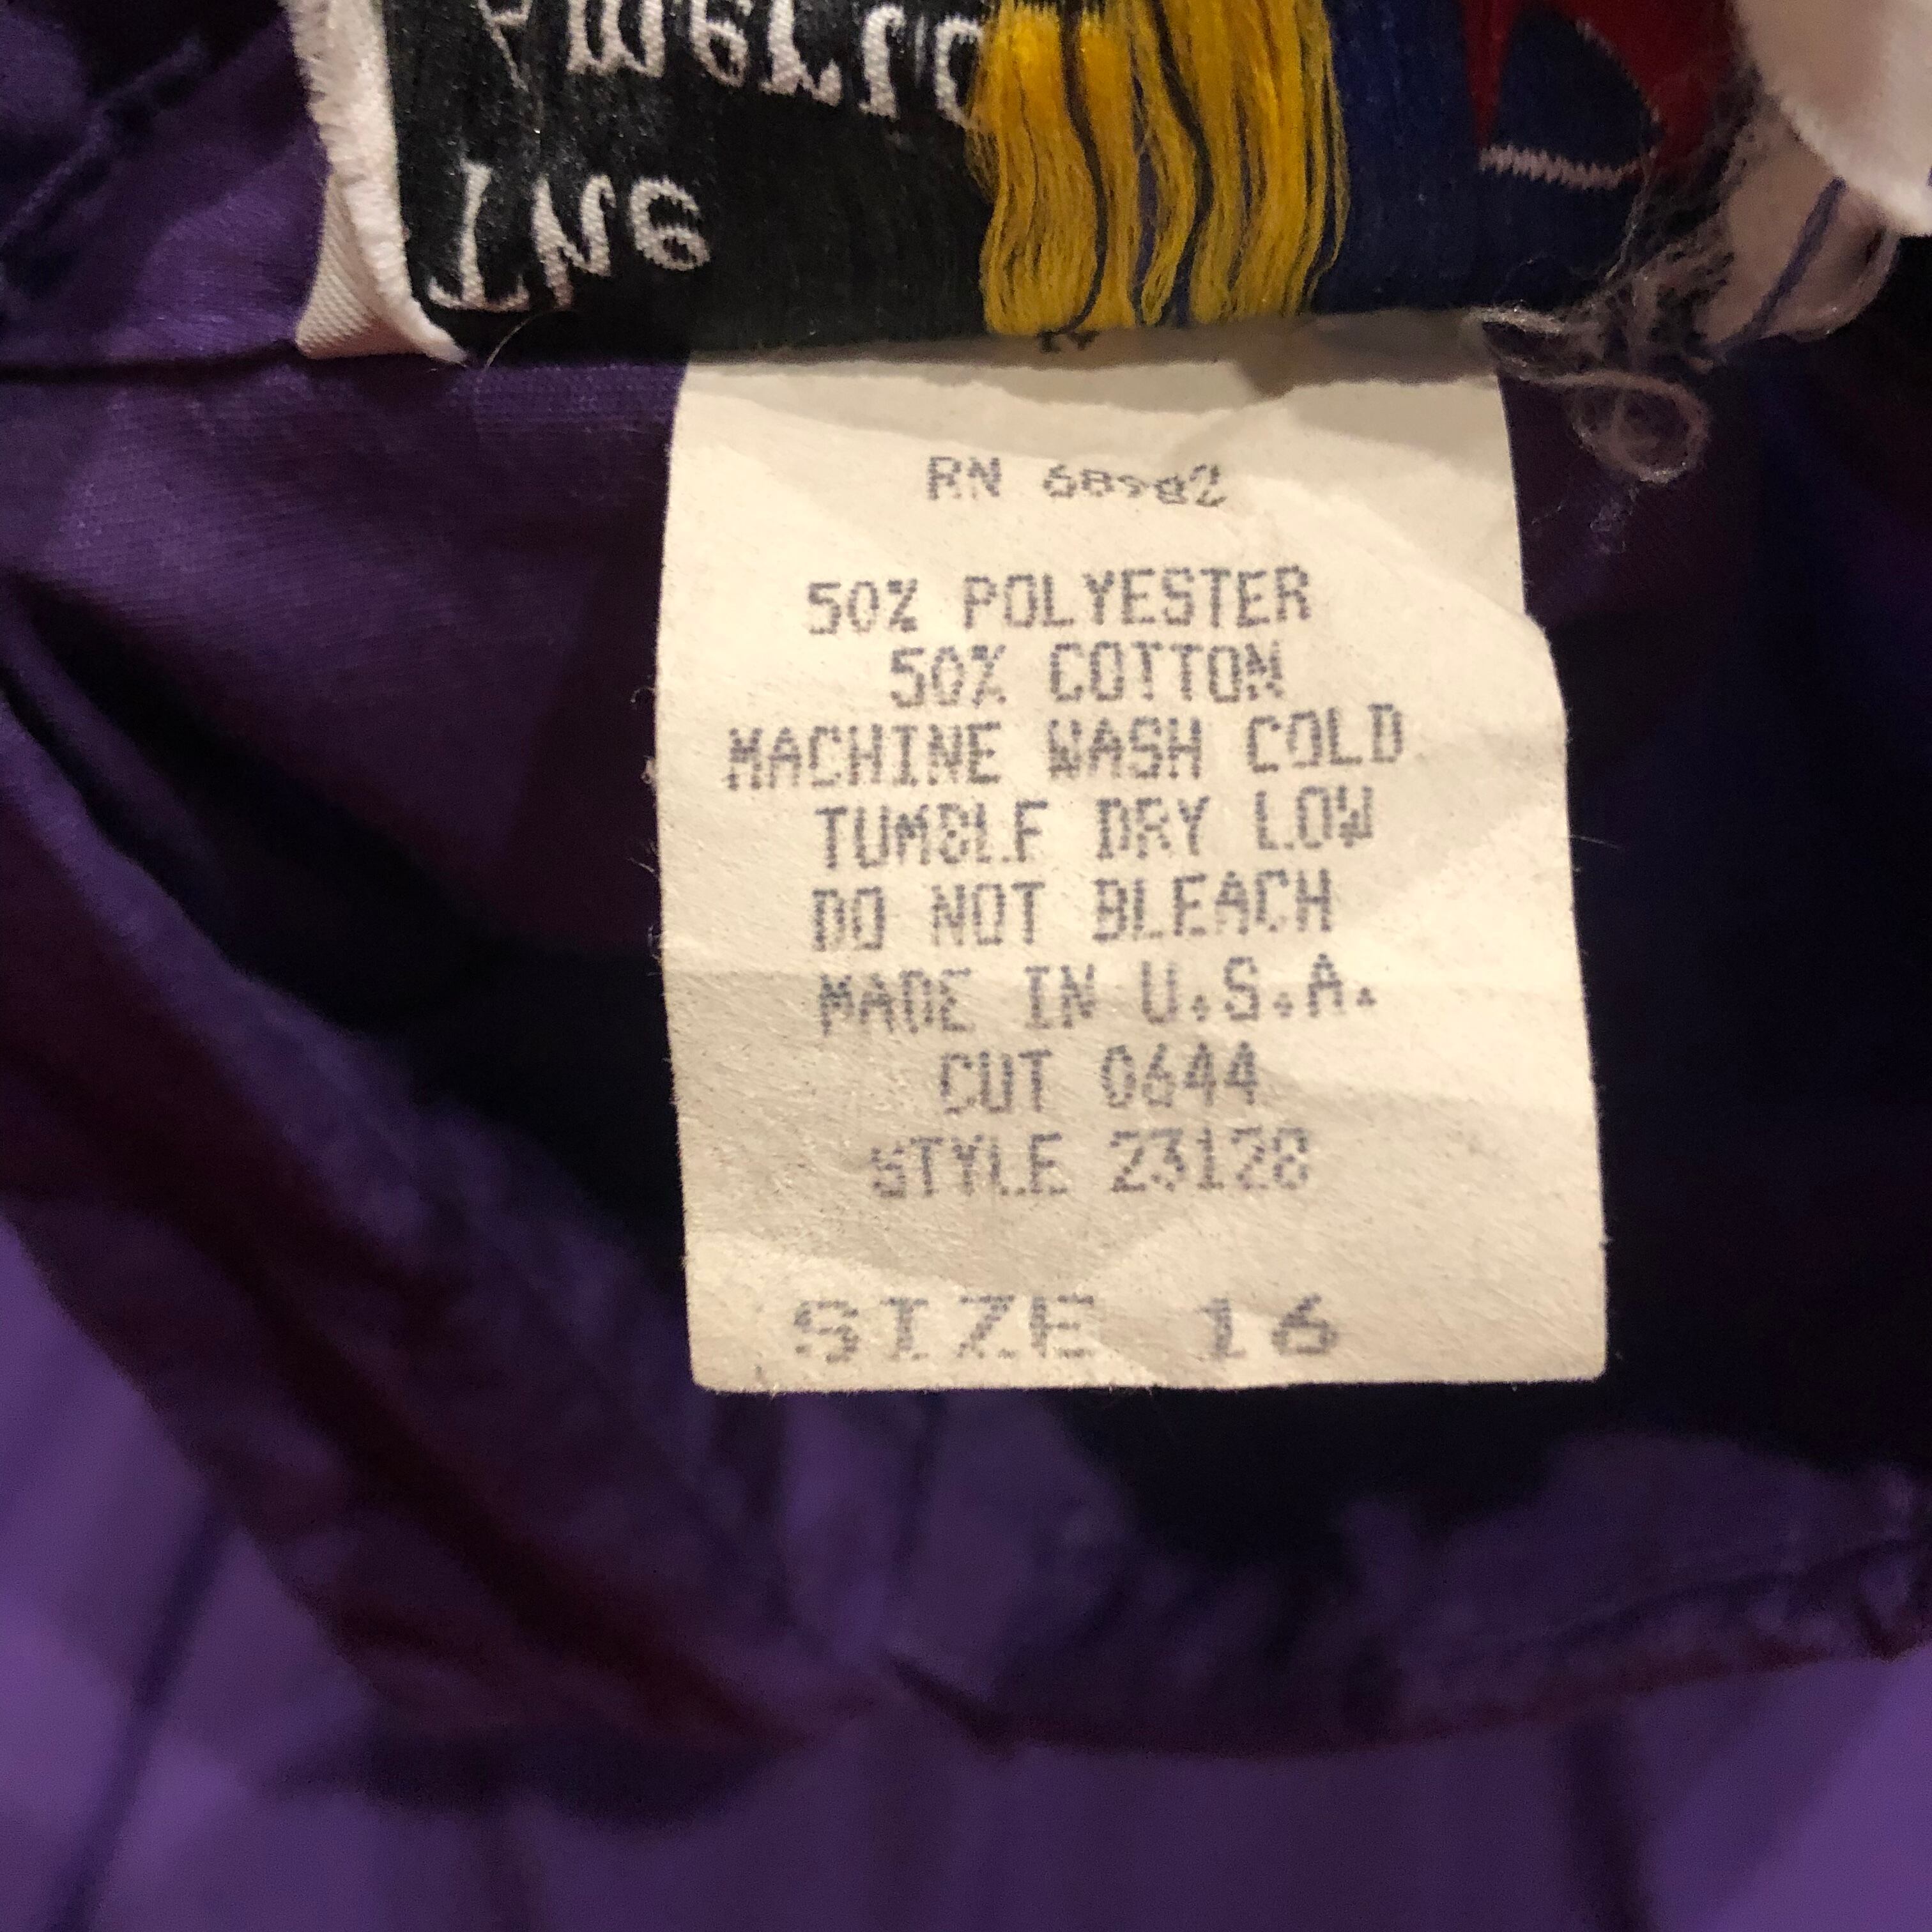 RN 68982
50% POLYESTER
50% COTTON
MACHINE WASH COLD
TUMBLE DRY LOW
DO NOT BLEACH
MADE IN U.S.A.
CUT 0644
STYLE 23128
SIZE 16